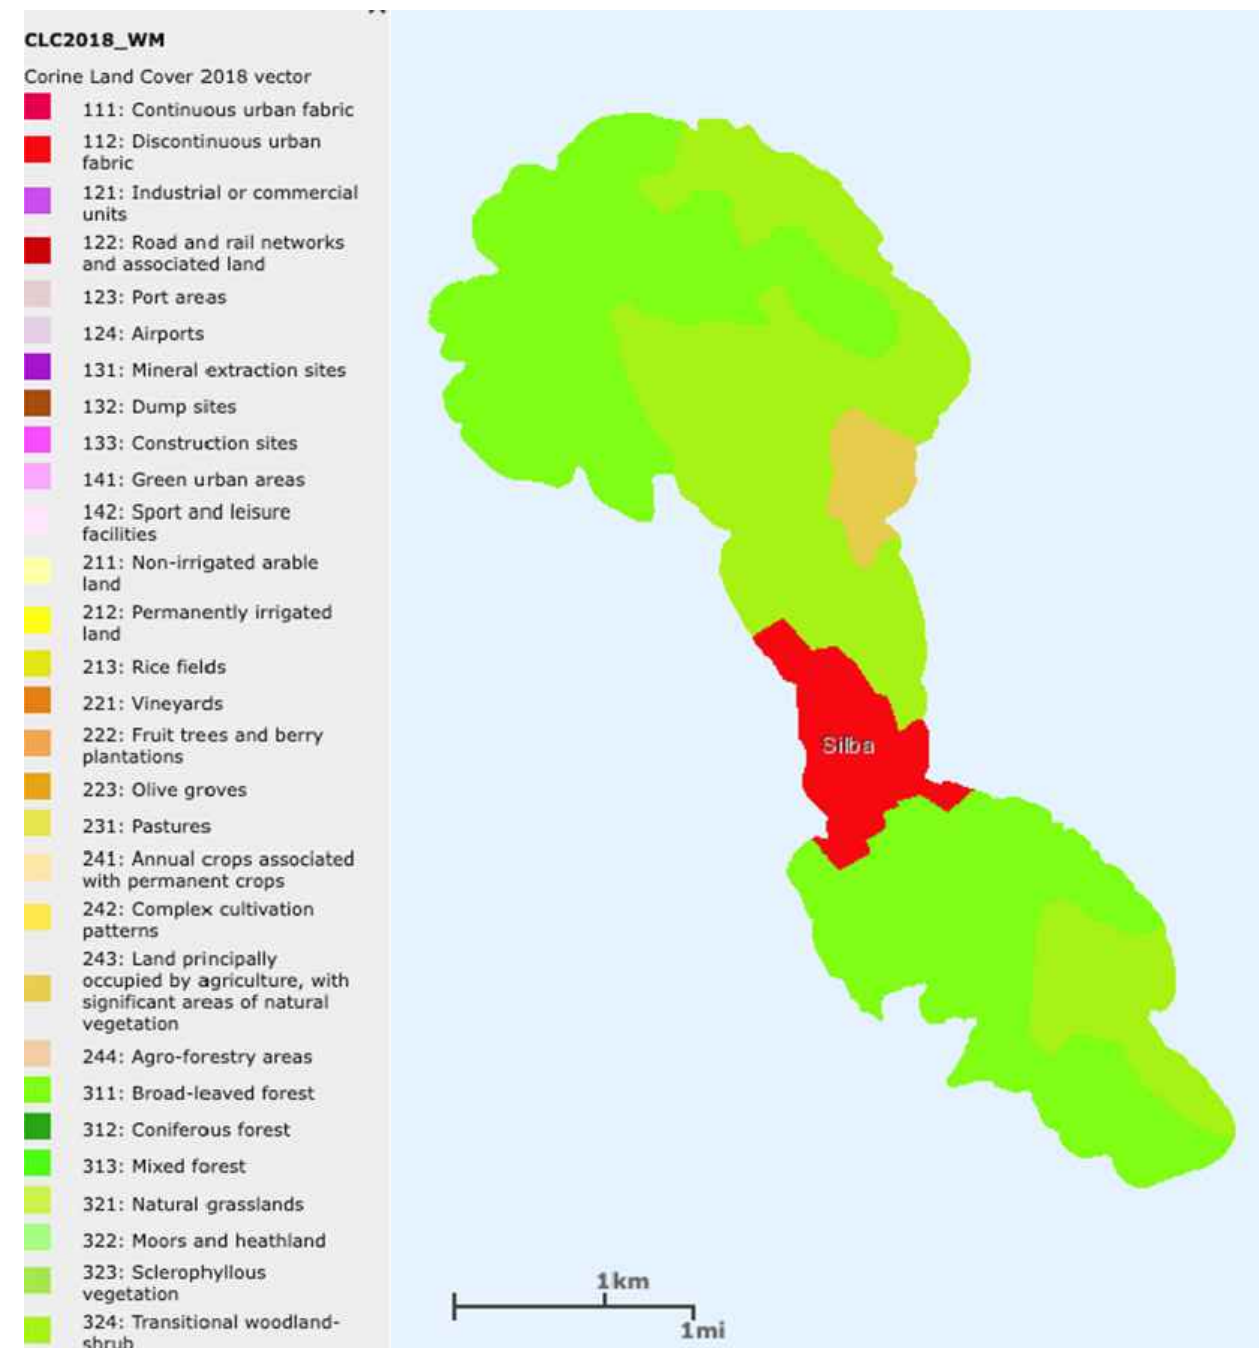 CLC2018_WM
Corine Land Cover 2018 vector
111: Continuous urban fabric
112: Discontinuous urban
fabric
121: Industrial or commercial
units
122: Road and rail networks
and associated land
123: Port areas
124: Airports
131: Mineral extraction sites
132: Dump sites
133: Construction sites
141: Green urban areas
142: Sport and leisure
facilities
211: Non-irrigated arable
land
212: Permanently irrigated
land
213: Rice fields
221: Vineyards
222: Fruit trees and berry
plantations
223: Olive groves
231: Pastures
241: Annual crops associated
with permanent crops
242: Complex cultivation
patterns
243: Land principally
occupied by agriculture, with
significant areas of natural
vegetation
244: Agro-forestry areas
311: Broad-leaved forest
312: Coniferous forest
313: Mixed forest
321: Natural grasslands
322: Moors and heathland
323: Sclerophyllous
vegetation
324: Transitional woodland-
shrub
Silba
1km
1mi